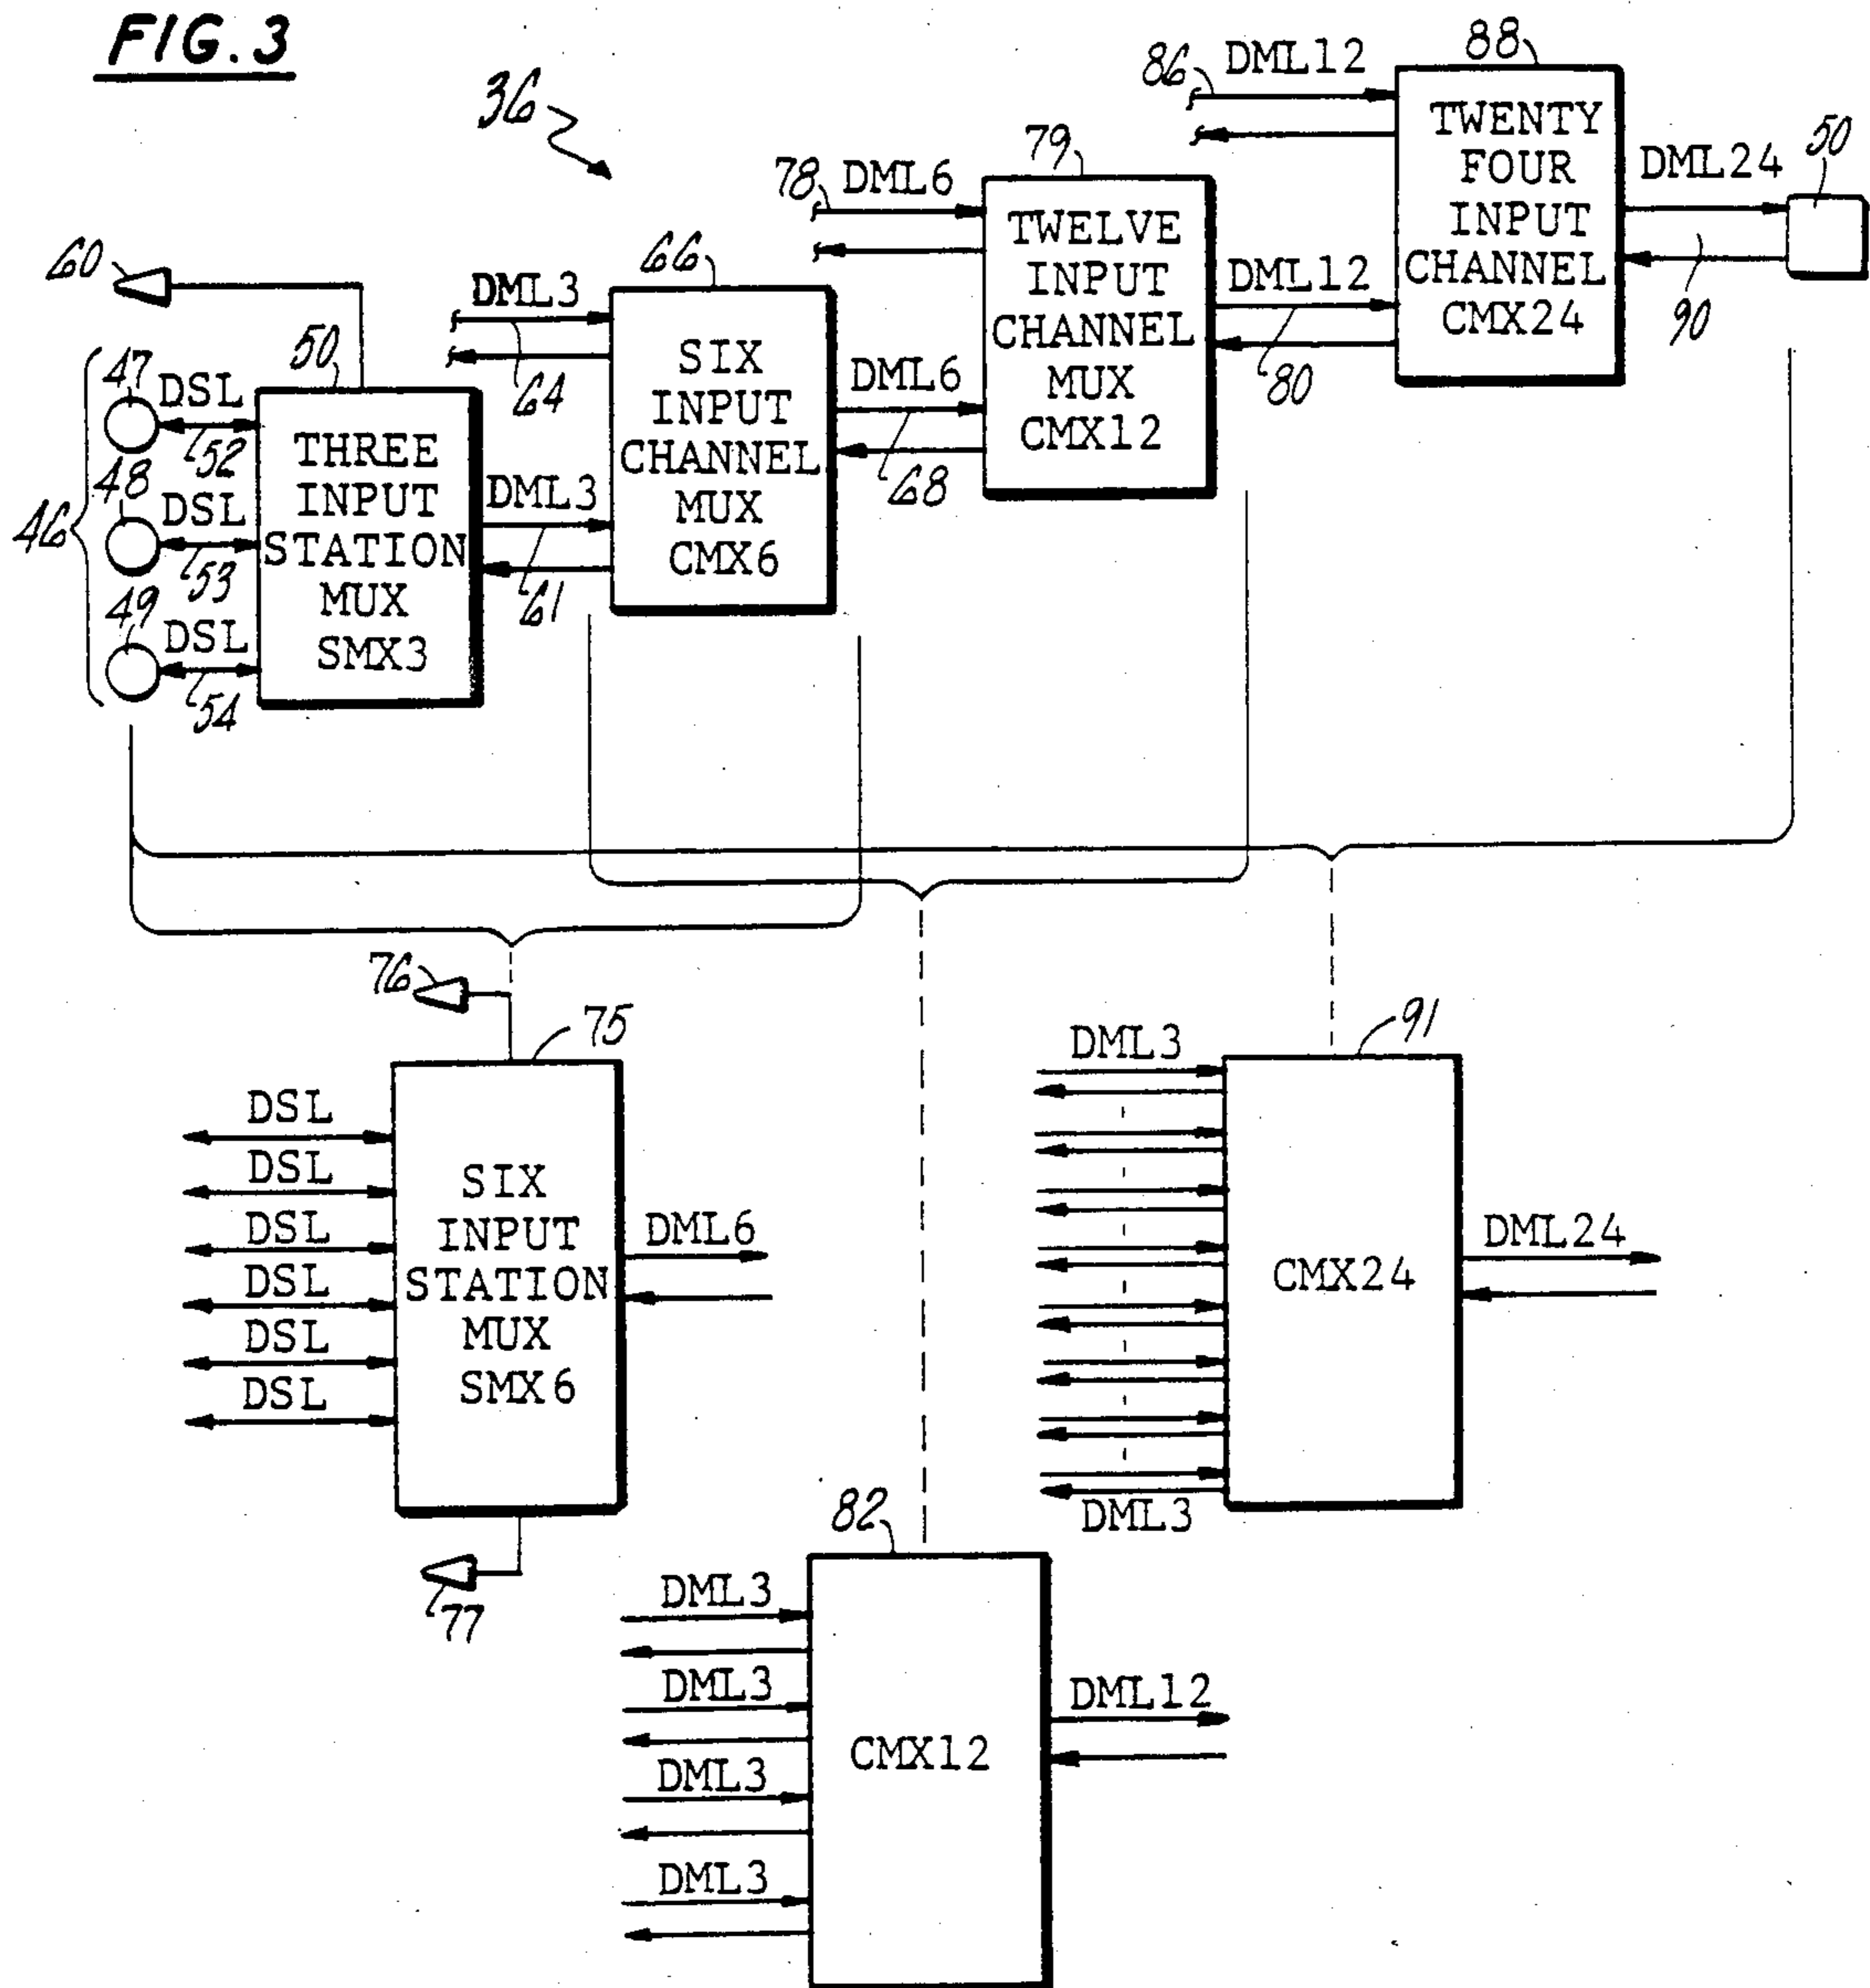 FIG. 3
36
86 DML12
88
TWENTY
FOUR
INPUT
CHANNEL
CMX24
DML24
50
90
78 DML6
79
TWELVE
INPUT
CHANNEL
MUX
CMX12
DML12
80
60
DML3
64
66
SIX
INPUT
CHANNEL
MUX
CMX6
DML6
68
46
47
DSL
52
48
DSL
53
49
DSL
54
50
THREE
INPUT
STATION
MUX
SMX3
DML3
61
76
75
DSL
DSL
DSL
DSL
DSL
DSL
SIX
INPUT
STATION
MUX
SMX6
DML6
77
91
DML3
CMX24
DML24
DML3
82
DML3
DML3
DML3
DML3
CMX12
DML12